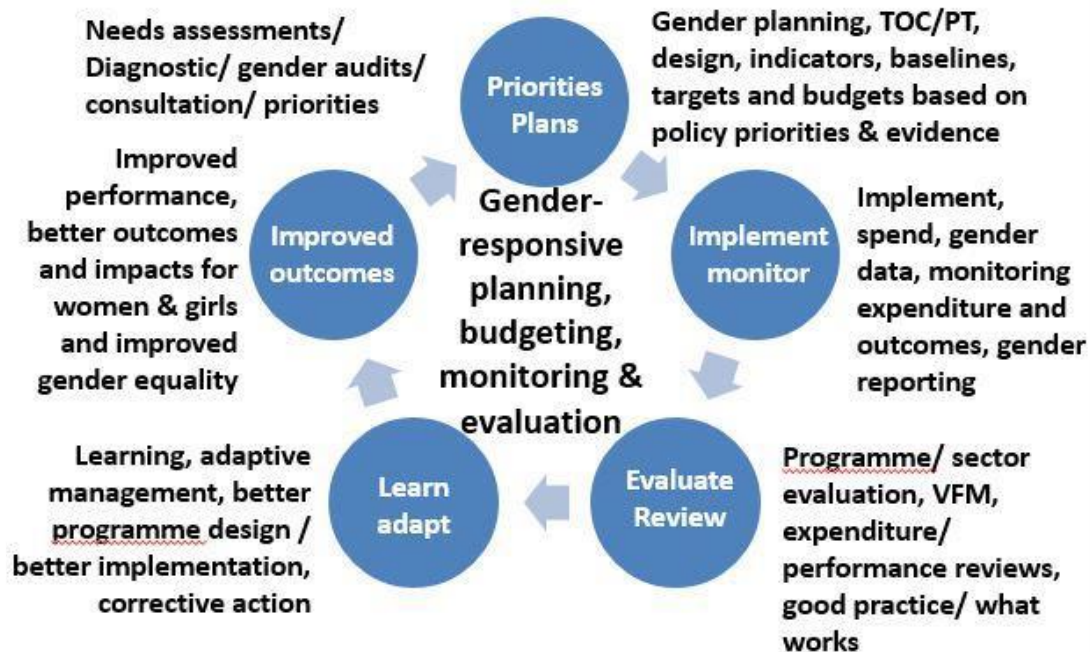 Needs assessments/
Diagnostic/ gender audits/
consultation/ priorities
Priorities
Plans
Gender planning, TOC/PT,
design, indicators, baselines,
targets and budgets based on
policy priorities & evidence
Implement
monitor
Implement,
spend, gender
data, monitoring
expenditure and
outcomes, gender
reporting
Evaluate
Review
Programme/ sector
evaluation, VFM,
expenditure/
performance reviews,
good practice/ what
works
Learn
adapt
Learning, adaptive
management, better
programme design /
better implementation,
corrective action
Improved
outcomes
Improved
performance,
better outcomes
and impacts for
women & girls
and improved
gender equality
Gender-
responsive
planning,
budgeting,
monitoring &
evaluation